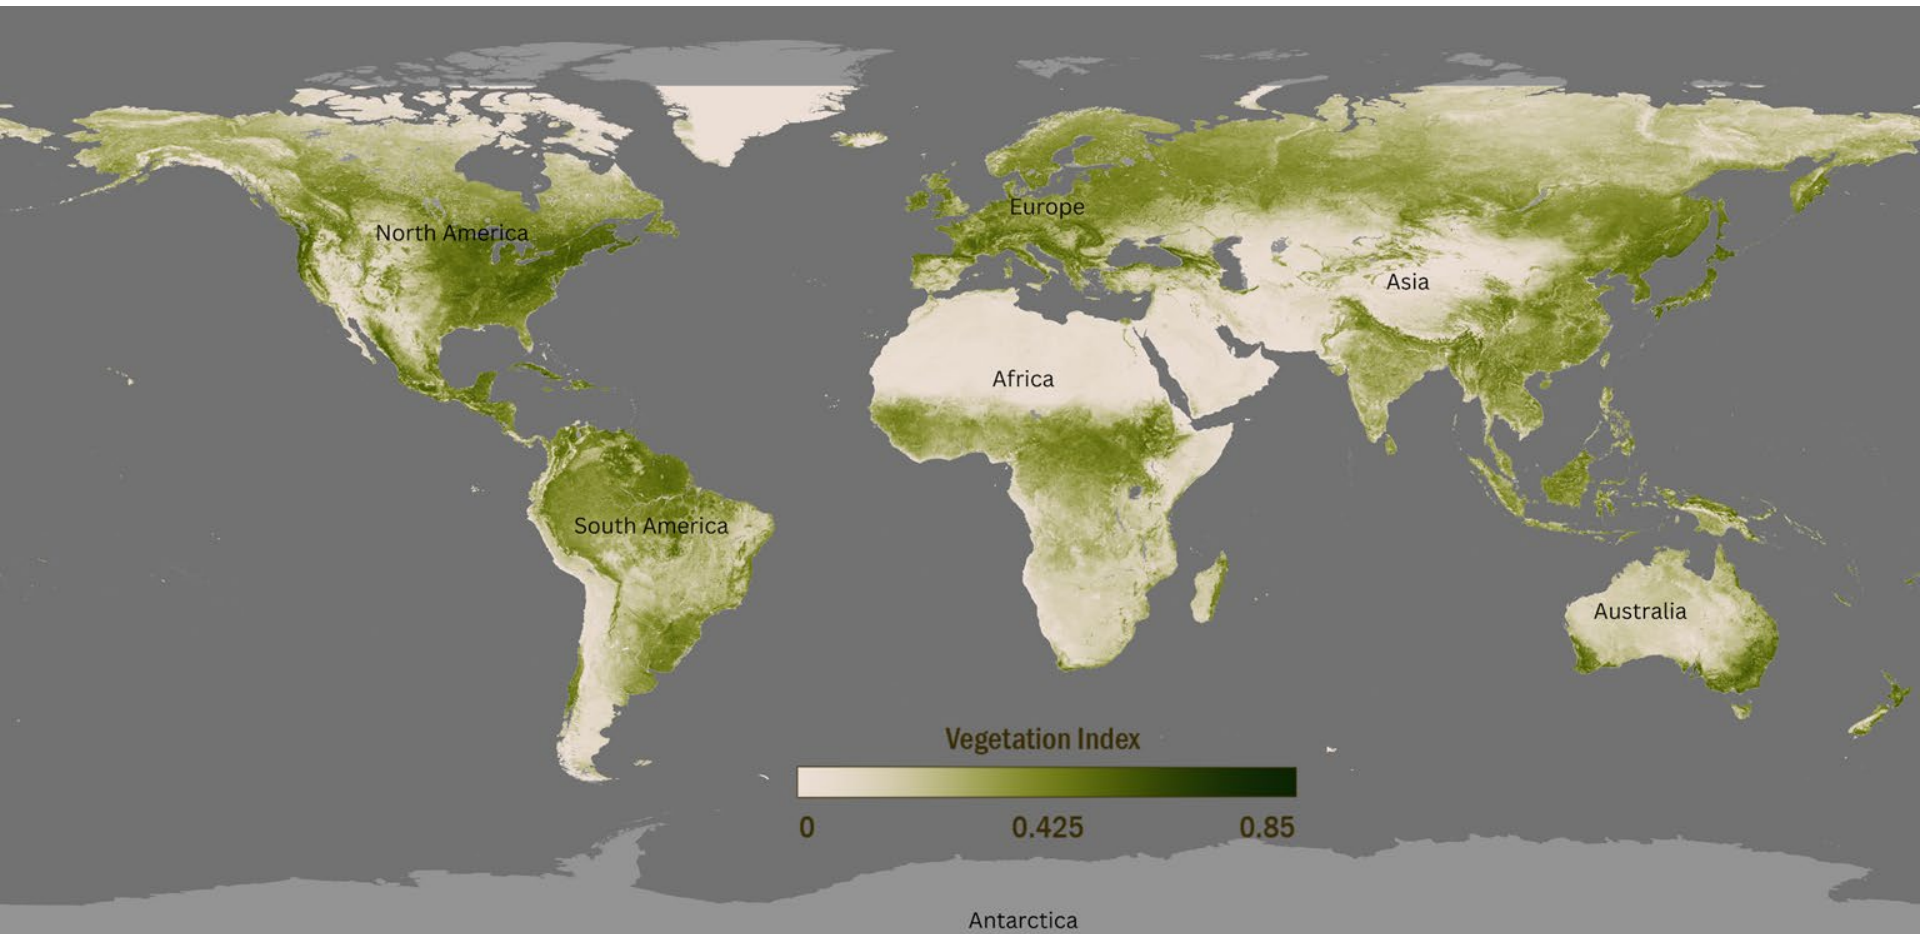 North America
Europe
Asia
Africa
South America
Australia
Vegetation Index
0 0.425 0.85
Antarctica